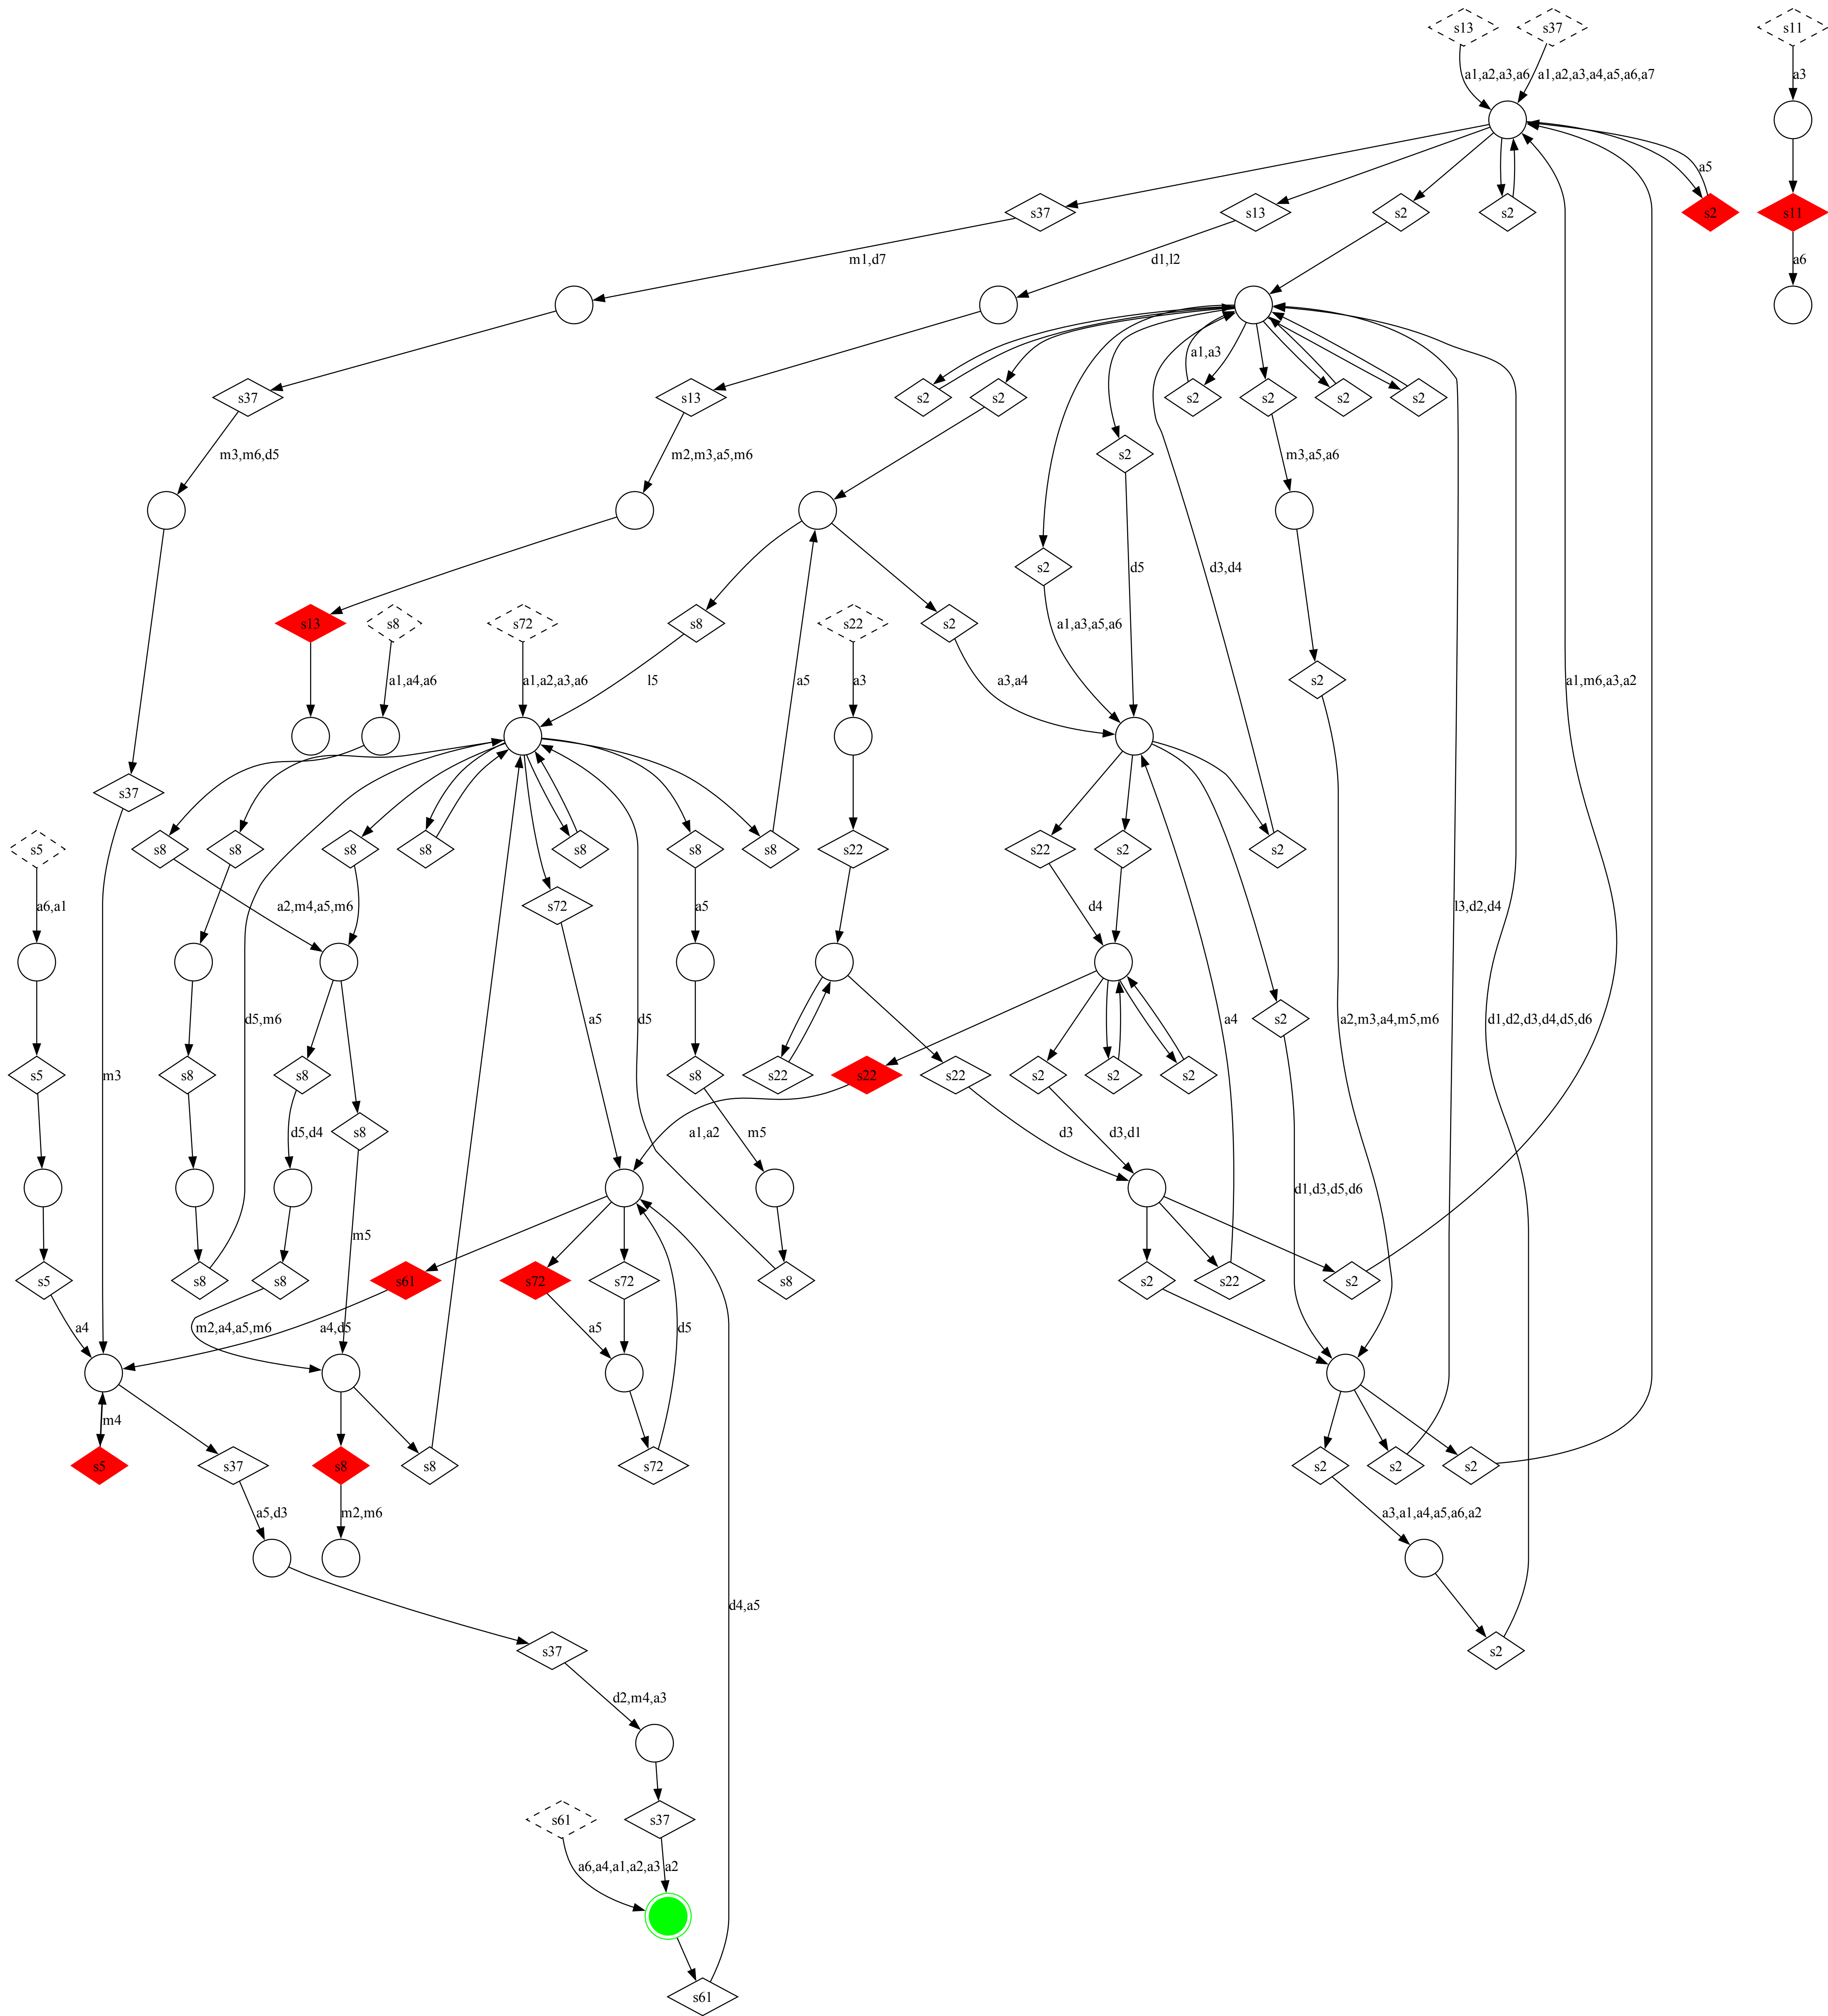 s13 s37 s11
a1,a2,a3,a6 a1,a2,a3,a4,a5,a6,a7 a3
a5
s37 s13 s2 s2 s2 s11
m1,d7 d1,l2 a6
a1,a3
s37 s13 s2 s2 s2 s2 s2 s2
m3,m6,d5 m2,m3,a5,m6 s2 m3,a5,a6
s2 d5 d3,d4
s13 s8 s72 s8 s22 s2 a1,a3,a5,a6
a1,a4,a6 a1,a2,a3,a6 l5 a5 a3 a3,a4 s2 a1,m6,a3,a2
s37
s5 s8 s8 s8 s8 s8 s8 s8 s22 s22 s2 s2
a6,a1 a2,m4,a5,m6 s72 a5 d4 l3,d2,d4
d5,m6 a5 d5 a4 s2 a2,m3,a4,m5,m6 d1,d2,d3,d4,d5,d6
s5 s8 m3 s8 s8 s22 s22 s22 s2 s2 s2
d5,d4 s8 a1,a2 m5 d3 d3,d1
d1,d3,d5,d6
m5
s5 s8 s8 s61 s72 s72 s8 s2 s22 s2
a4 m2,a4,a5,m6 a4,d5 a5 d5
m4
s5 s37 s8 s8 s72 s2 s2 s2
a5,d3 m2,m6 a3,a1,a4,a5,a6,a2
d4,a5
s37 s2
d2,m4,a3
s61 s37
a6,a4,a1,a2,a3 a2
s61